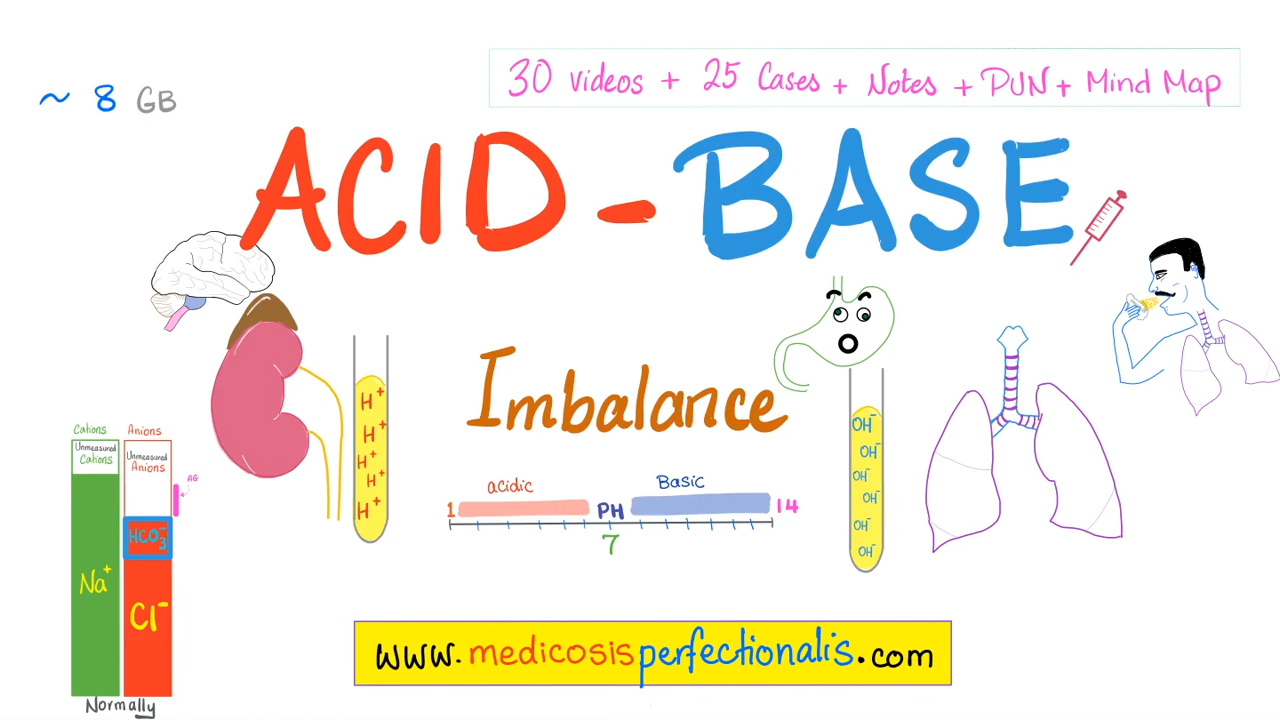 30 videos + 25 Cases + Notes + PUN + Mind Map
~ 8 GB
ACID - BASE
Imbalance
Cations
Anions
Unmeasured
Cations
Unmeasured
Anions
AG
HCO3-
Na+
Cl-
Normally
H+
H+
H+
H+
H+
acidic
Basic
1
PH
14
7
OH-
OH-
OH-
OH-
OH-
OH-
www.medicosisperfectionalis.com